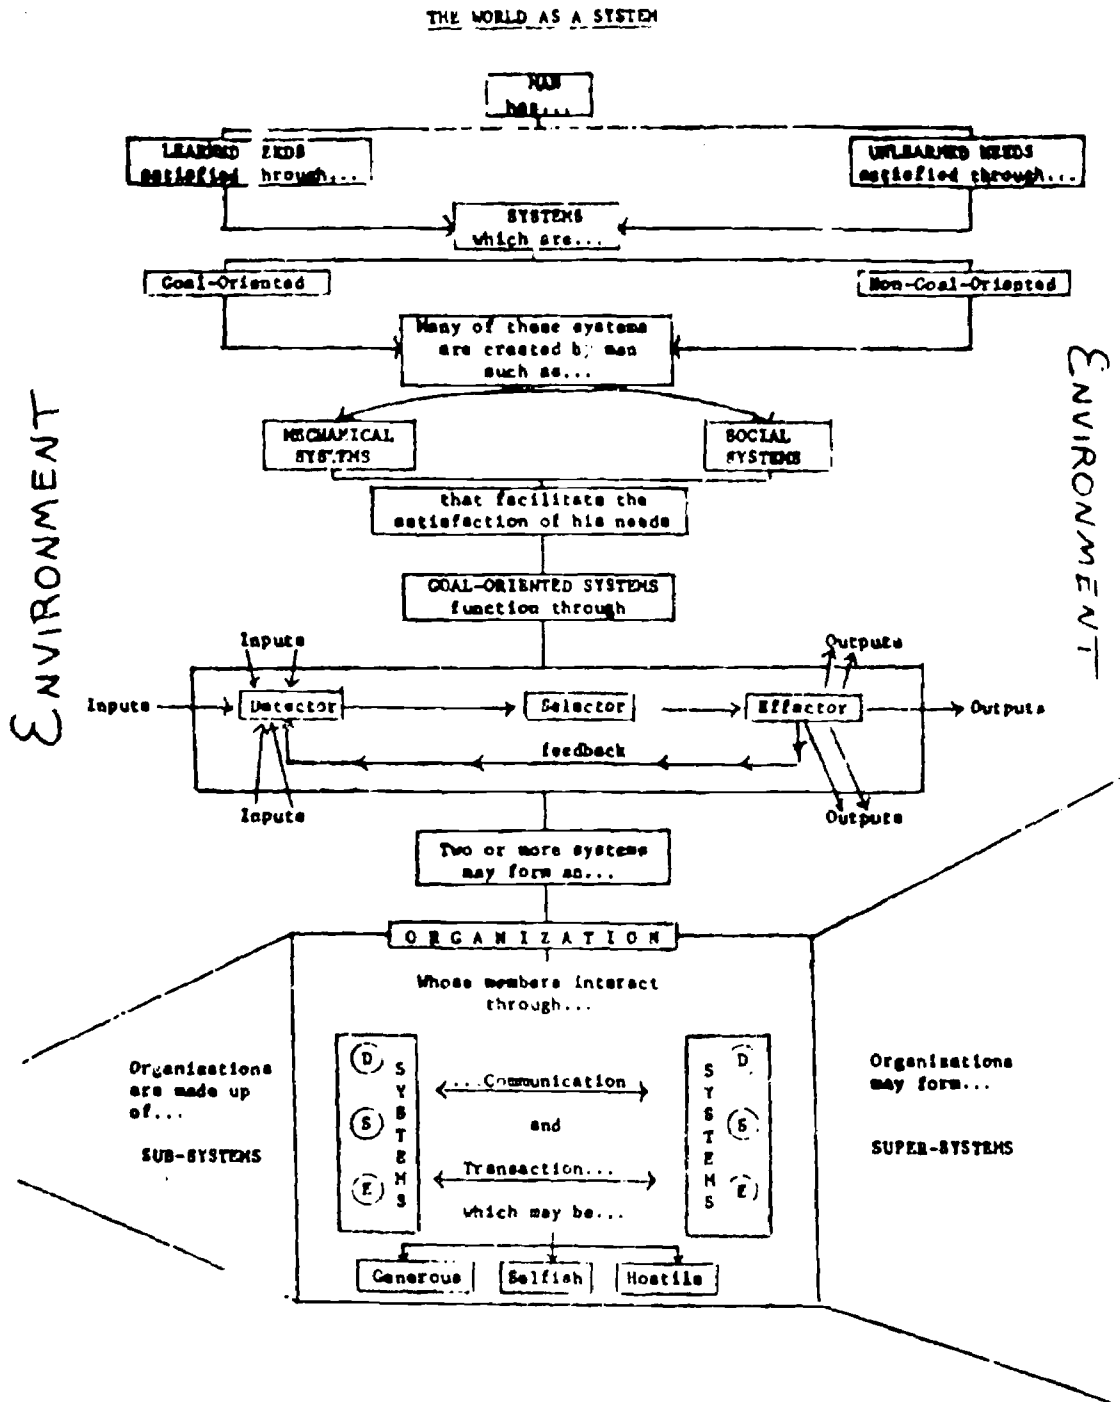 THE WORLD AS A SYSTEM
MAN
has...
LEARNED EEDS
satisfied hrough...
UNLEARNED NEEDS
satisfied through...
SYSTEMS
which are...
Goal-Oriented
Non-Goal-Oriented
Many of these systems
are created by man
such as...
ENVIRONMENT
ENVIRONMENT
MECHANICAL
SYSTEMS
SOCIAL
SYSTEMS
that facilitate the
satisfaction of his needs
GOAL-ORIENTED SYSTEMS
function through
Inputs
Outputs
Inputs
Detector
Selector
Effector
Outputs
feedback
Inputs
Outputs
Two or more systems
may form an...
ORGANIZATION
Whose members interact
through...
Organizations
are made up
of...
SUB-SYSTEMS
D
S
E
SYSTEMS
...Communication
and
Transaction...
which may be...
SYSTEMS
D
S
E
Organizations
may form...
SUPER-SYSTEMS
Generous
Selfish
Hostile